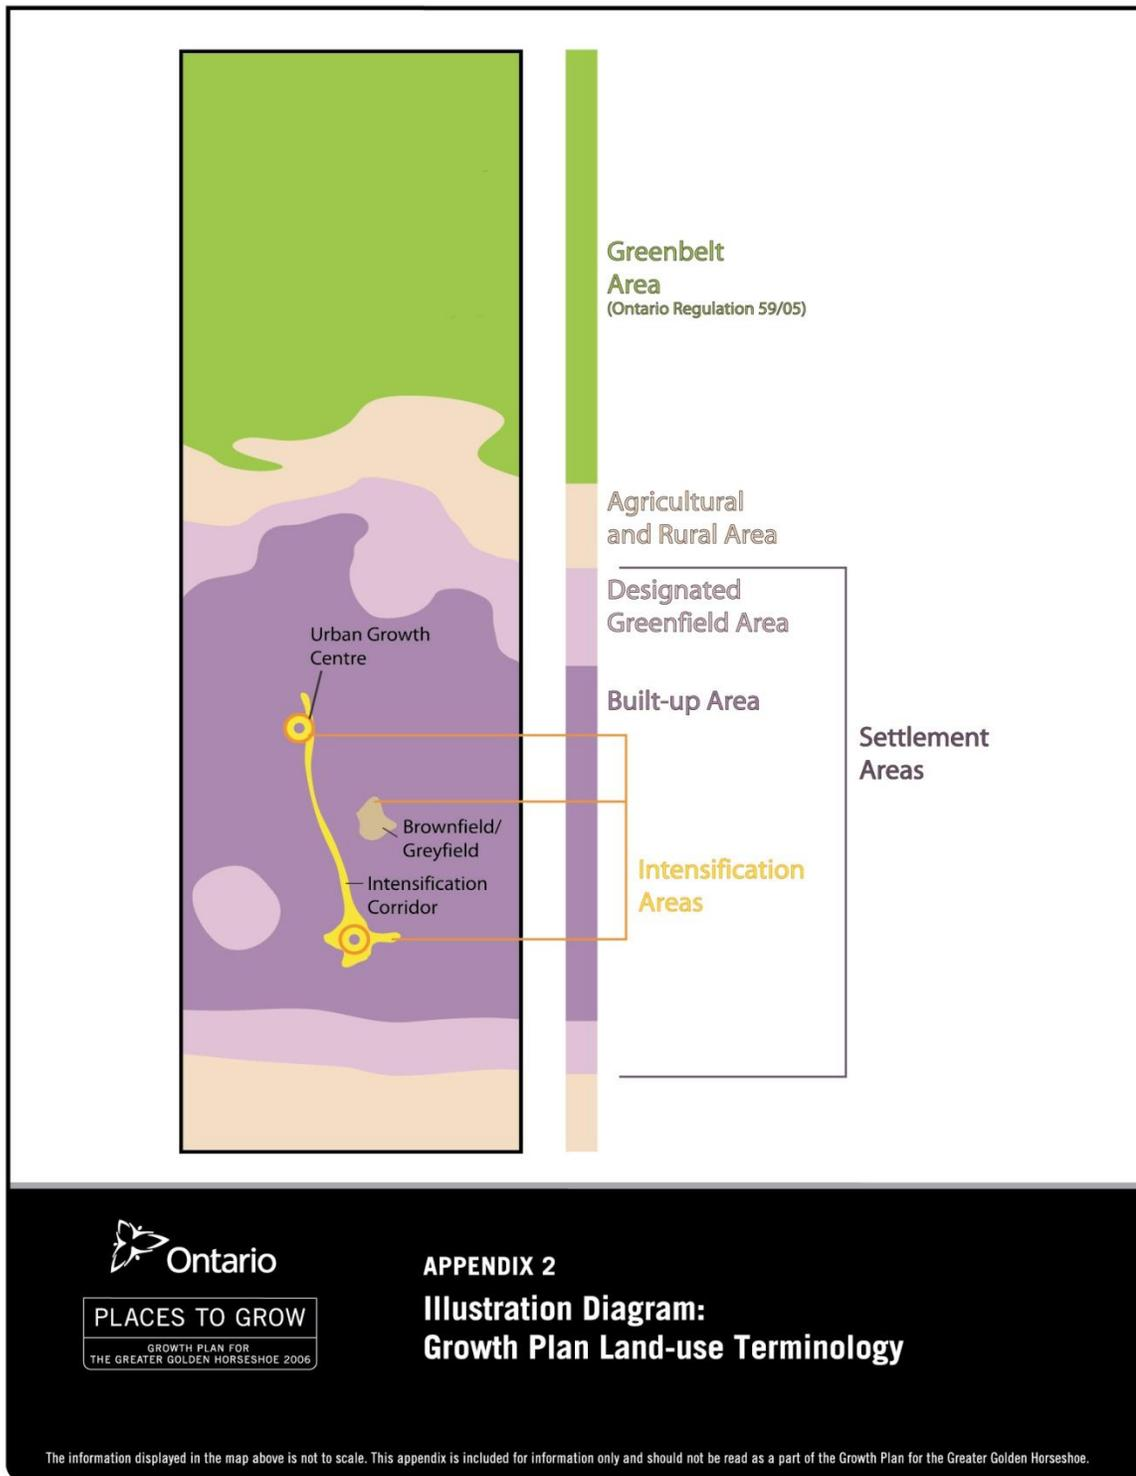 Greenbelt
Area
(Ontario Regulation 59/05)
Agricultural
and Rural Area
Designated
Greenfield Area
Urban Growth
Centre
Built-up Area
Settlement
Areas
Brownfield/
Greyfield
Intensification
Areas
Intensification
Corridor
Ontario
PLACES TO GROW
GROWTH PLAN FOR
THE GREATER GOLDEN HORSESHOE 2006
APPENDIX 2
Illustration Diagram:
Growth Plan Land-use Terminology
The information displayed in the map above is not to scale. This appendix is included for information only and should not be read as a part of the Growth Plan for the Greater Golden Horseshoe.